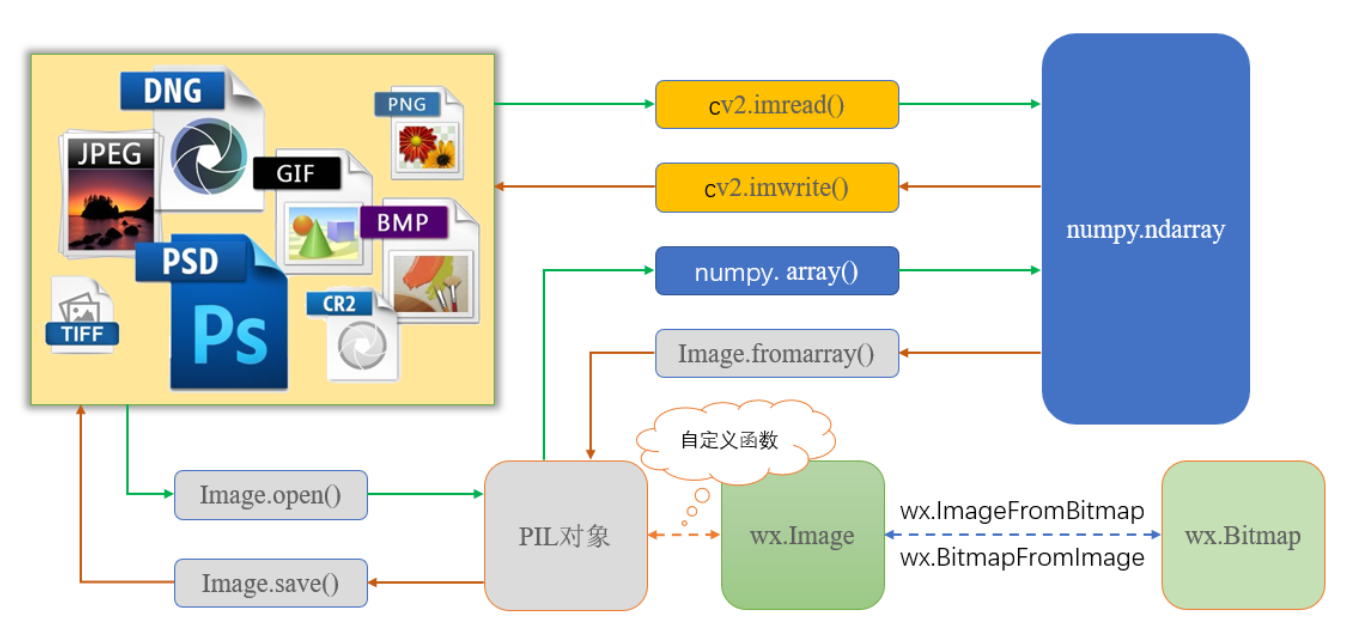 DNG
PNG
JPEG
GIF
BMP
PSD
Ps
CR2
TIFF
cv2.imread()
cv2.imwrite()
numpy. array()
Image.fromarray()
numpy.ndarray
自定义函数
Image.open()
Image.save()
PIL对象
wx.Image
wx.ImageFromBitmap
wx.BitmapFromImage
wx.Bitmap